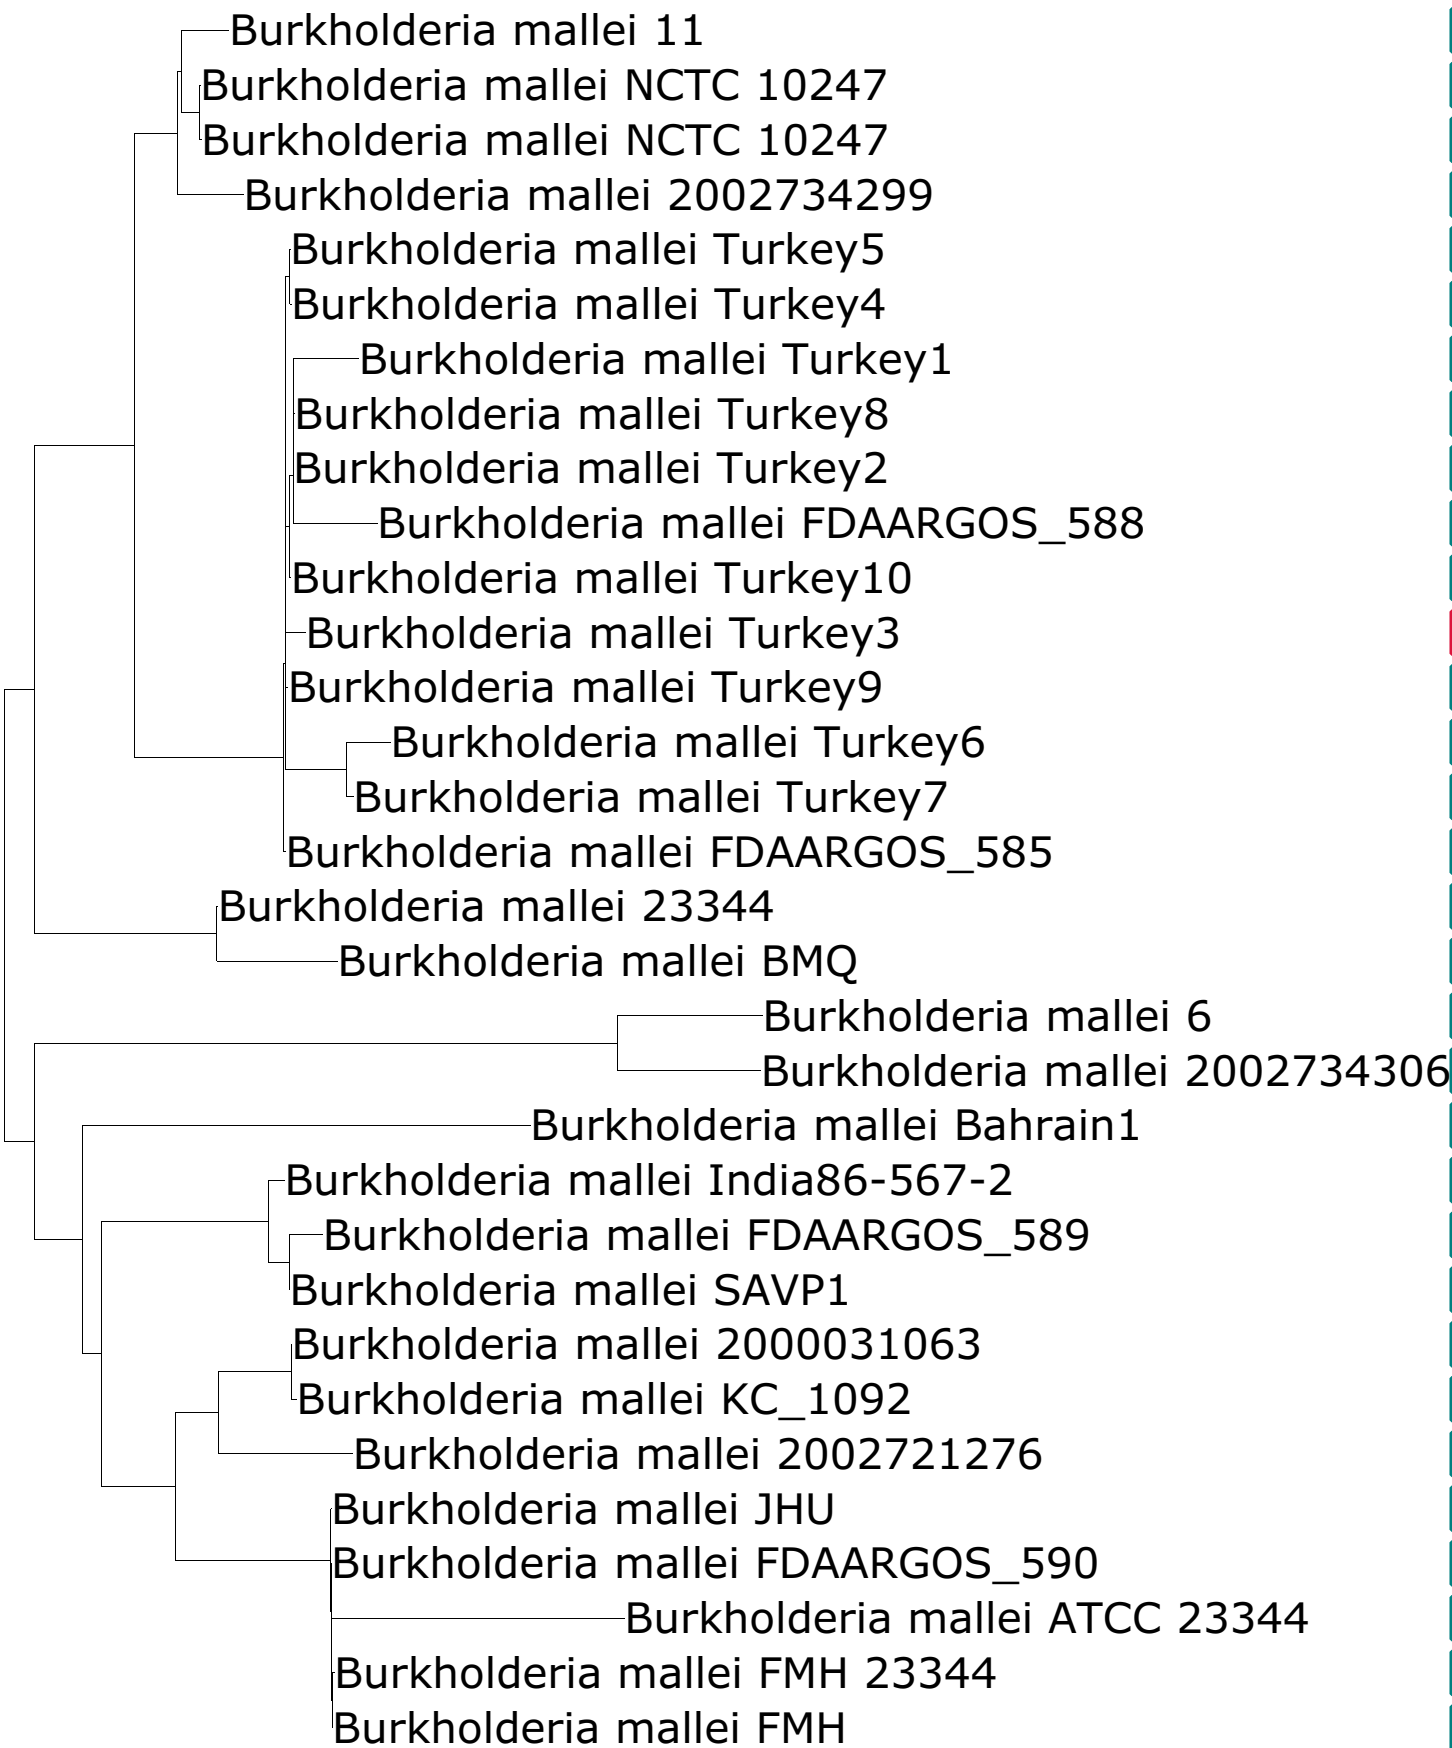 Burkholderia mallei 11
Burkholderia mallei NCTC 10247
Burkholderia mallei NCTC 10247
Burkholderia mallei 2002734299
Burkholderia mallei Turkey5
Burkholderia mallei Turkey4
Burkholderia mallei Turkey1
Burkholderia mallei Turkey8
Burkholderia mallei Turkey2
Burkholderia mallei FDAARGOS_588
Burkholderia mallei Turkey10
Burkholderia mallei Turkey3
Burkholderia mallei Turkey9
Burkholderia mallei Turkey6
Burkholderia mallei Turkey7
Burkholderia mallei FDAARGOS_585
Burkholderia mallei 23344
Burkholderia mallei BMQ
Burkholderia mallei 6
Burkholderia mallei 2002734306
Burkholderia mallei Bahrain1
Burkholderia mallei India86-567-2
Burkholderia mallei FDAARGOS_589
Burkholderia mallei SAVP1
Burkholderia mallei 2000031063
Burkholderia mallei KC_1092
Burkholderia mallei 2002721276
Burkholderia mallei JHU
Burkholderia mallei FDAARGOS_590
Burkholderia mallei ATCC 23344
Burkholderia mallei FMH 23344
Burkholderia mallei FMH